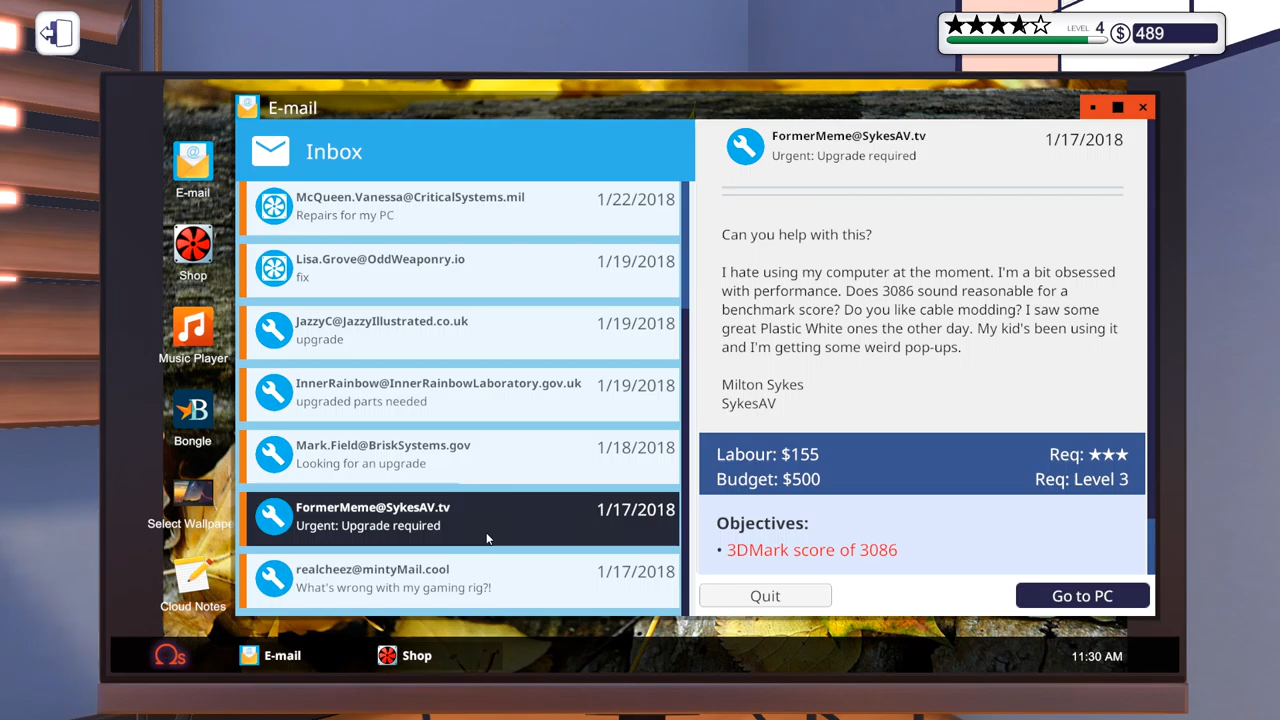 LEVEL 4
$ 489
E-mail
Inbox
McQueen.Vanessa@CriticalSystems.mil 1/22/2018
Repairs for my PC
Lisa.Grove@OddWeaponry.io 1/19/2018
fix
JazzyC@JazzyIllustrated.co.uk 1/19/2018
upgrade
InnerRainbow@InnerRainbowLaboratory.gov.uk 1/19/2018
upgraded parts needed
Mark.Field@BriskSystems.gov 1/18/2018
Looking for an upgrade
FormerMeme@SykesAV.tv 1/17/2018
Urgent: Upgrade required
realcheez@mintyMail.cool 1/17/2018
What's wrong with my gaming rig?!
FormerMeme@SykesAV.tv 1/17/2018
Urgent: Upgrade required
Can you help with this?
I hate using my computer at the moment. I'm a bit obsessed
with performance. Does 3086 sound reasonable for a
benchmark score? Do you like cable modding? I saw some
great Plastic White ones the other day. My kid's been using it
and I'm getting some weird pop-ups.
Milton Sykes
SykesAV
Labour: $155 Req: ★★★
Budget: $500 Req: Level 3
Objectives:
• 3DMark score of 3086
Quit
Go to PC
E-mail
Shop
Music Player
B
Bongle
Select Wallpape
Cloud Notes
Os
E-mail
Shop
11:30 AM